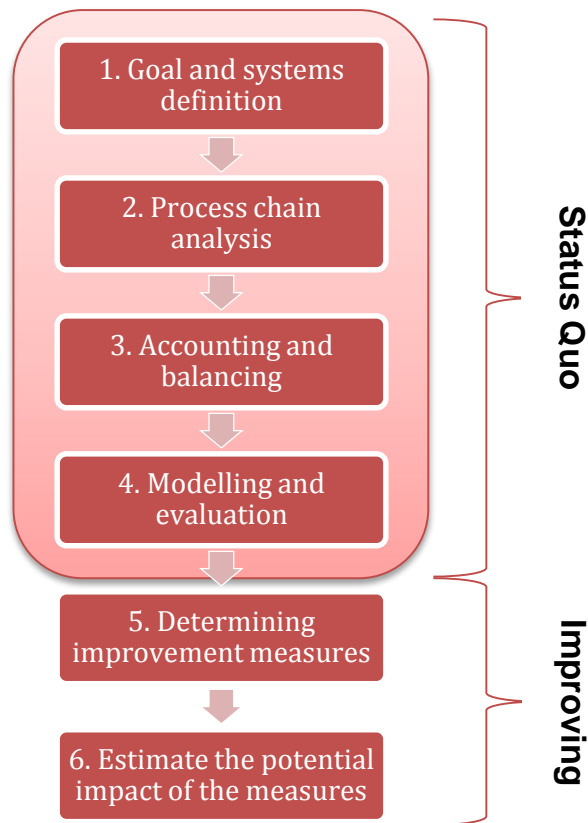 1. Goal and systems
definition
2. Process chain
analysis
3. Accounting and
balancing
4. Modelling and
evaluation
5. Determining
improvement measures
6. Estimate the potential
impact of the measures
Status Quo
Improving